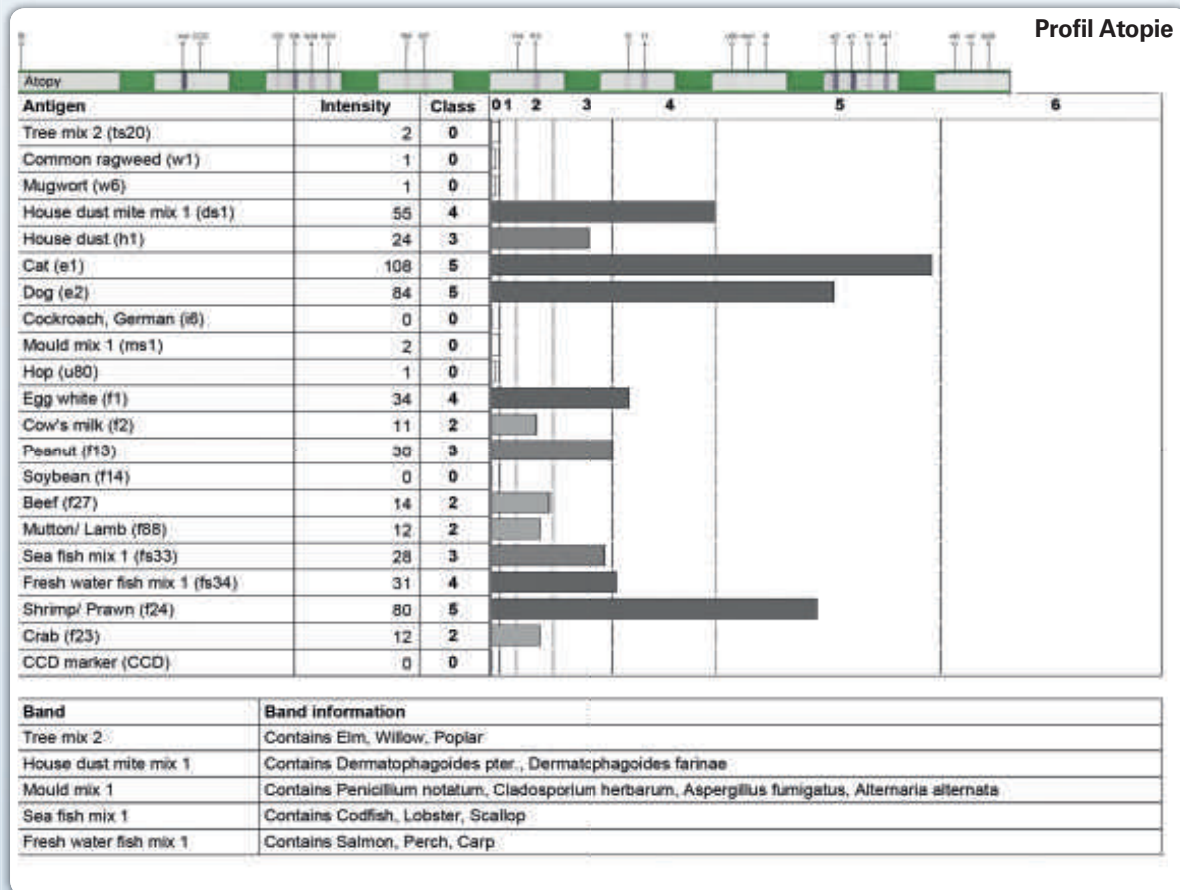 Profil Atopie
Atopy
Antigen Intensity Class 0 1 2 3 4 5 6
Tree mix 2 (ts20) 2 0
Common ragweed (w1) 1 0
Mugwort (w6) 1 0
House dust mite mix 1 (ds1) 55 4
House dust (h1) 24 3
Cat (e1) 108 5
Dog (e2) 84 5
Cockroach, German (i6) 0 0
Mould mix 1 (ms1) 2 0
Hop (u80) 1 0
Egg white (f1) 34 4
Cow's milk (f2) 11 2
Peanut (f13) 30 3
Soybean (f14) 0 0
Beef (f27) 14 2
Mutton/ Lamb (f88) 12 2
Sea fish mix 1 (fs33) 28 3
Fresh water fish mix 1 (fs34) 31 4
Shrimp/ Prawn (f24) 80 5
Crab (f23) 12 2
CCD marker (CCD) 0 0
Band Band information
Tree mix 2 Contains Elm, Willow, Poplar
House dust mite mix 1 Contains Dermatophagoides pter., Dermatophagoides farinae
Mould mix 1 Contains Penicillium notatum, Cladosporium herbarum, Aspergillus fumigatus, Alternaria alternata
Sea fish mix 1 Contains Codfish, Lobster, Scallop
Fresh water fish mix 1 Contains Salmon, Perch, Carp